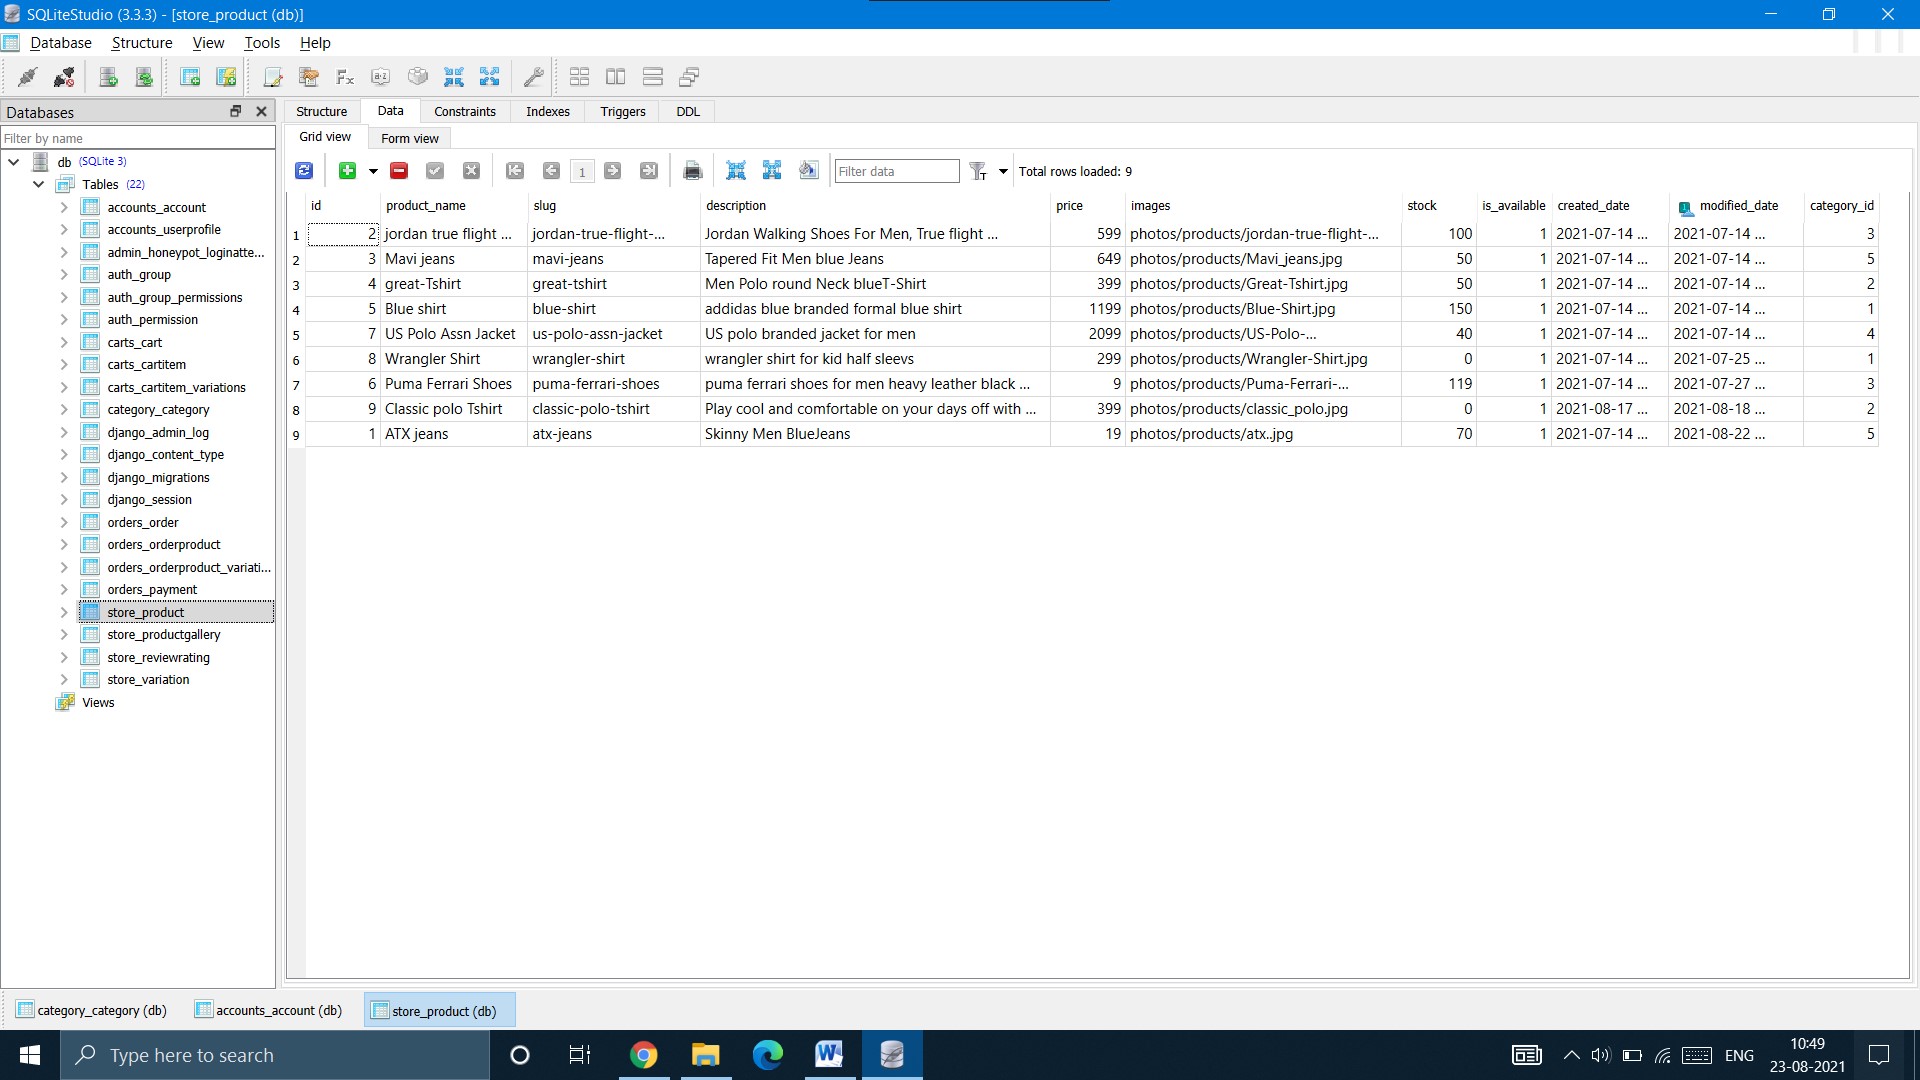 SQLiteStudio (3.3.3) - [store_product (db)]
Database Structure View Tools Help
Databases
Filter by name
db (SQLite 3)
Tables (22)
accounts_account
accounts_userprofile
admin_honeypot_loginatte...
auth_group
auth_group_permissions
auth_permission
carts_cart
carts_cartitem
carts_cartitem_variations
category_category
django_admin_log
django_content_type
django_migrations
django_session
orders_order
orders_orderproduct
orders_orderproduct_variati...
orders_payment
store_product
store_productgallery
store_reviewrating
store_variation
Views
Structure Data Constraints Indexes Triggers DDL
Grid view Form view
1 Filter data Total rows loaded: 9
id product_name slug description price images stock is_available created_date modified_date category_id
1 2 jordan true flight ... jordan-true-flight-... Jordan Walking Shoes For Men, True flight ... 599 photos/products/jordan-true-flight-... 100 1 2021-07-14 ... 2021-07-14 ... 3
2 3 Mavi jeans mavi-jeans Tapered Fit Men blue Jeans 649 photos/products/Mavi_jeans.jpg 50 1 2021-07-14 ... 2021-07-14 ... 5
3 4 great-Tshirt great-tshirt Men Polo round Neck blueT-Shirt 399 photos/products/Great-Tshirt.jpg 50 1 2021-07-14 ... 2021-07-14 ... 2
4 5 Blue shirt blue-shirt addidas blue branded formal blue shirt 1199 photos/products/Blue-Shirt.jpg 150 1 2021-07-14 ... 2021-07-14 ... 1
5 7 US Polo Assn Jacket us-polo-assn-jacket US polo branded jacket for men 2099 photos/products/US-Polo-... 40 1 2021-07-14 ... 2021-07-14 ... 4
6 8 Wrangler Shirt wrangler-shirt wrangler shirt for kid half sleevs 299 photos/products/Wrangler-Shirt.jpg 0 1 2021-07-14 ... 2021-07-25 ... 1
7 6 Puma Ferrari Shoes puma-ferrari-shoes puma ferrari shoes for men heavy leather black ... 9 photos/products/Puma-Ferrari-... 119 1 2021-07-14 ... 2021-07-27 ... 3
8 9 Classic polo Tshirt classic-polo-tshirt Play cool and comfortable on your days off with ... 399 photos/products/classic_polo.jpg 0 1 2021-08-17 ... 2021-08-18 ... 2
9 1 ATX jeans atx-jeans Skinny Men BlueJeans 19 photos/products/atx..jpg 70 1 2021-07-14 ... 2021-08-22 ... 5
category_category (db) accounts_account (db) store_product (db)
Type here to search
ENG
10:49
23-08-2021